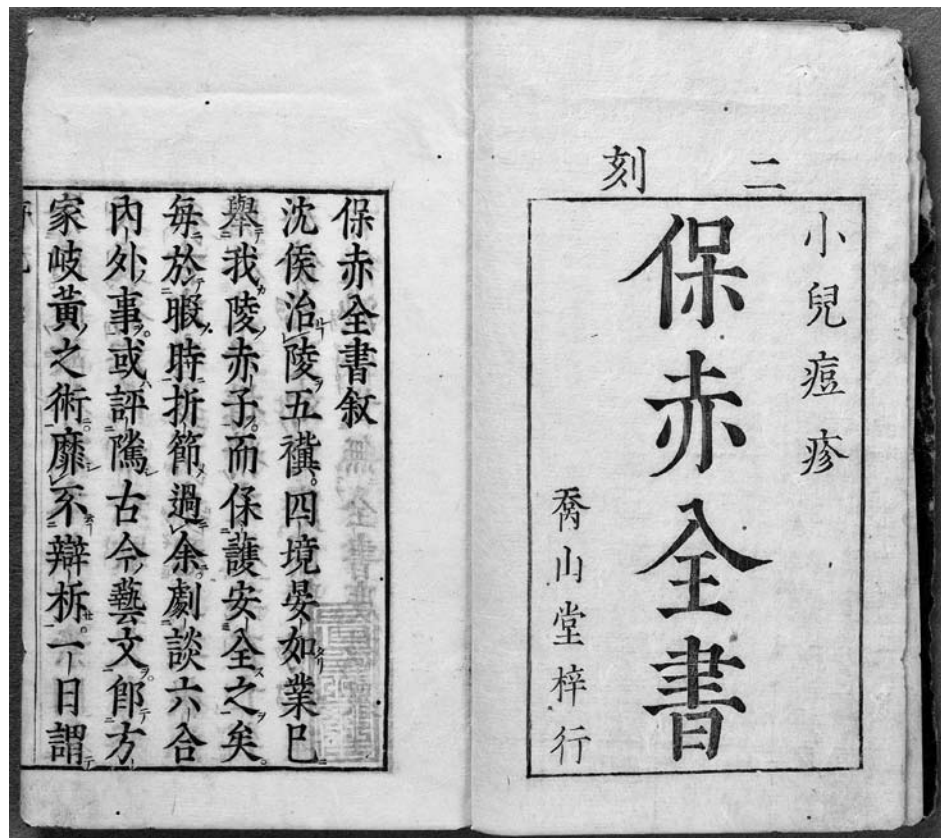 二刻
小兒痘疹
保赤全書
喬山堂梓行
保赤全書敘
沈侯治陵五禩四境晏如業已
舉我陵赤子而保護安全之矣
每於暇時折節過余劇談六合
內外事或評隲古今藝文卽方
家岐黃之術靡不辯析一日謂